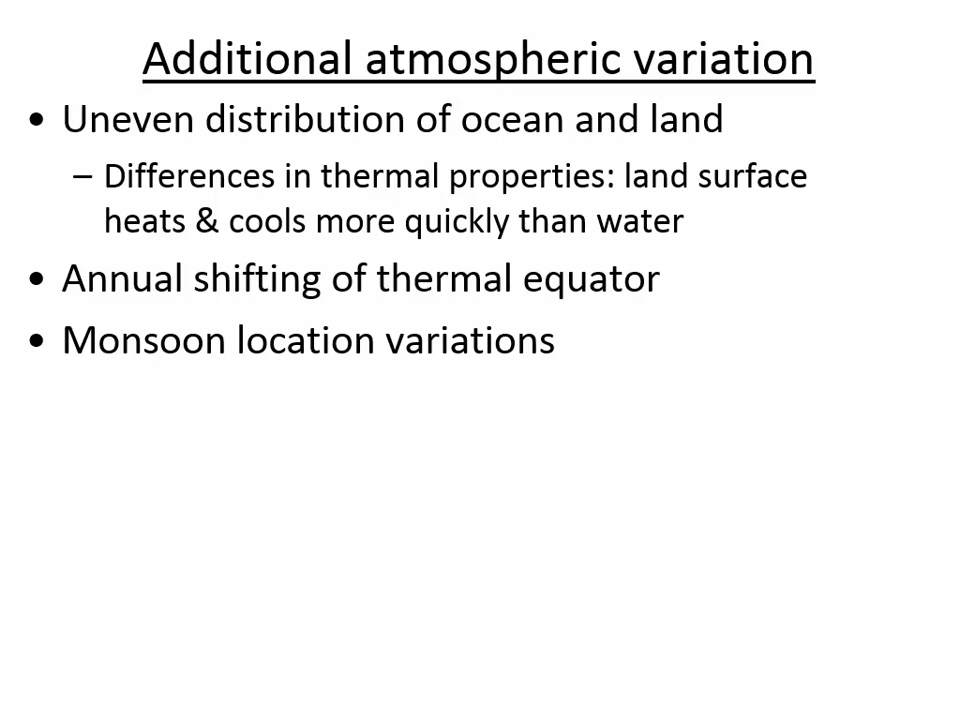 Additional atmospheric variation
• Uneven distribution of ocean and land
– Differences in thermal properties: land surface
heats & cools more quickly than water
• Annual shifting of thermal equator
• Monsoon location variations